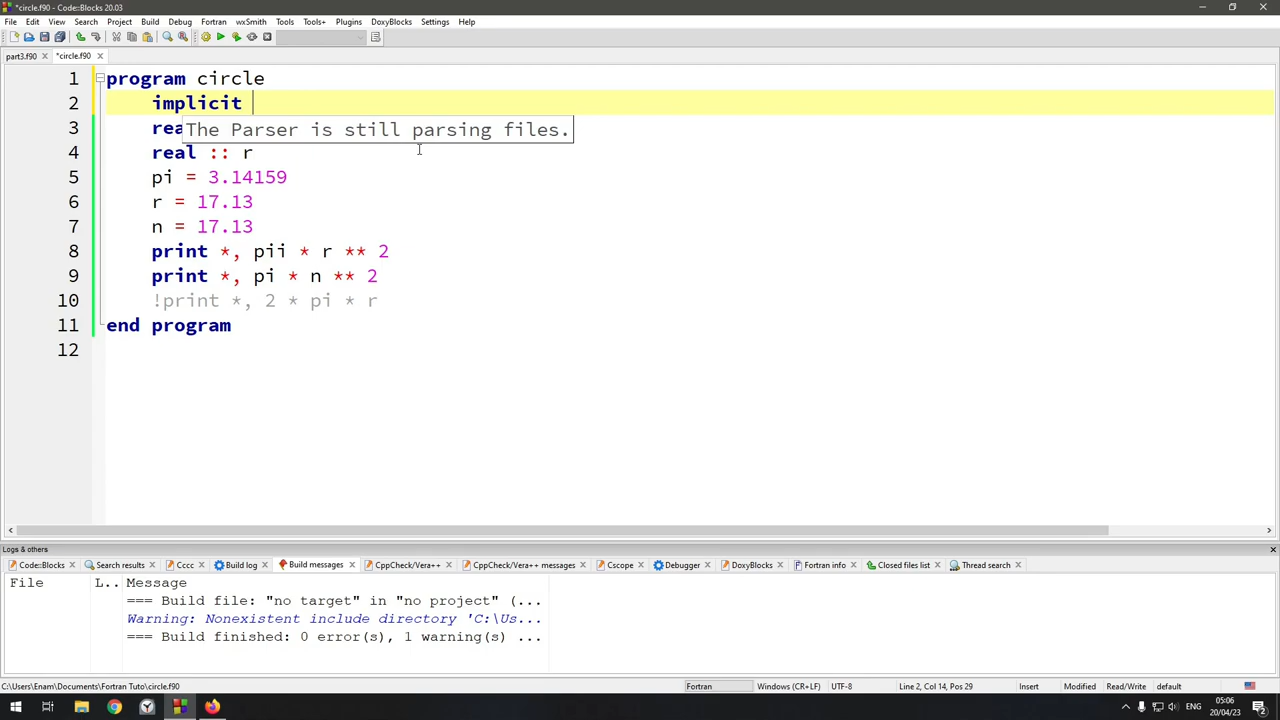 *circle.f90 - Code::Blocks 20.03
File Edit View Search Project Build Debug Fortran wxSmith Tools Tools+ Plugins DoxyBlocks Settings Help
part3.f90 *circle.f90
1 program circle
2 implicit
3 rea
The Parser is still parsing files.
4 real :: r
5 pi = 3.14159
6 r = 17.13
7 n = 17.13
8 print *, pii * r ** 2
9 print *, pi * n ** 2
10 !print *, 2 * pi * r
11 end program
12
Logs & others
Code::Blocks Search results Cccc Build log Build messages CppCheck/Vera++ CppCheck/Vera++ messages Cscope Debugger DoxyBlocks Fortran info Closed files list Thread search
File L.. Message
=== Build file: "no target" in "no project" (...
Warning: Nonexistent include directory 'C:\Us...
=== Build finished: 0 error(s), 1 warning(s) ...
C:\Users\Enam\Documents\Fortran Tuto\circle.f90 Fortran Windows (CR+LF) UTF-8 Line 2, Col 14, Pos 29 Insert Modified Read/Write default
ENG 05:06
20/04/23 2